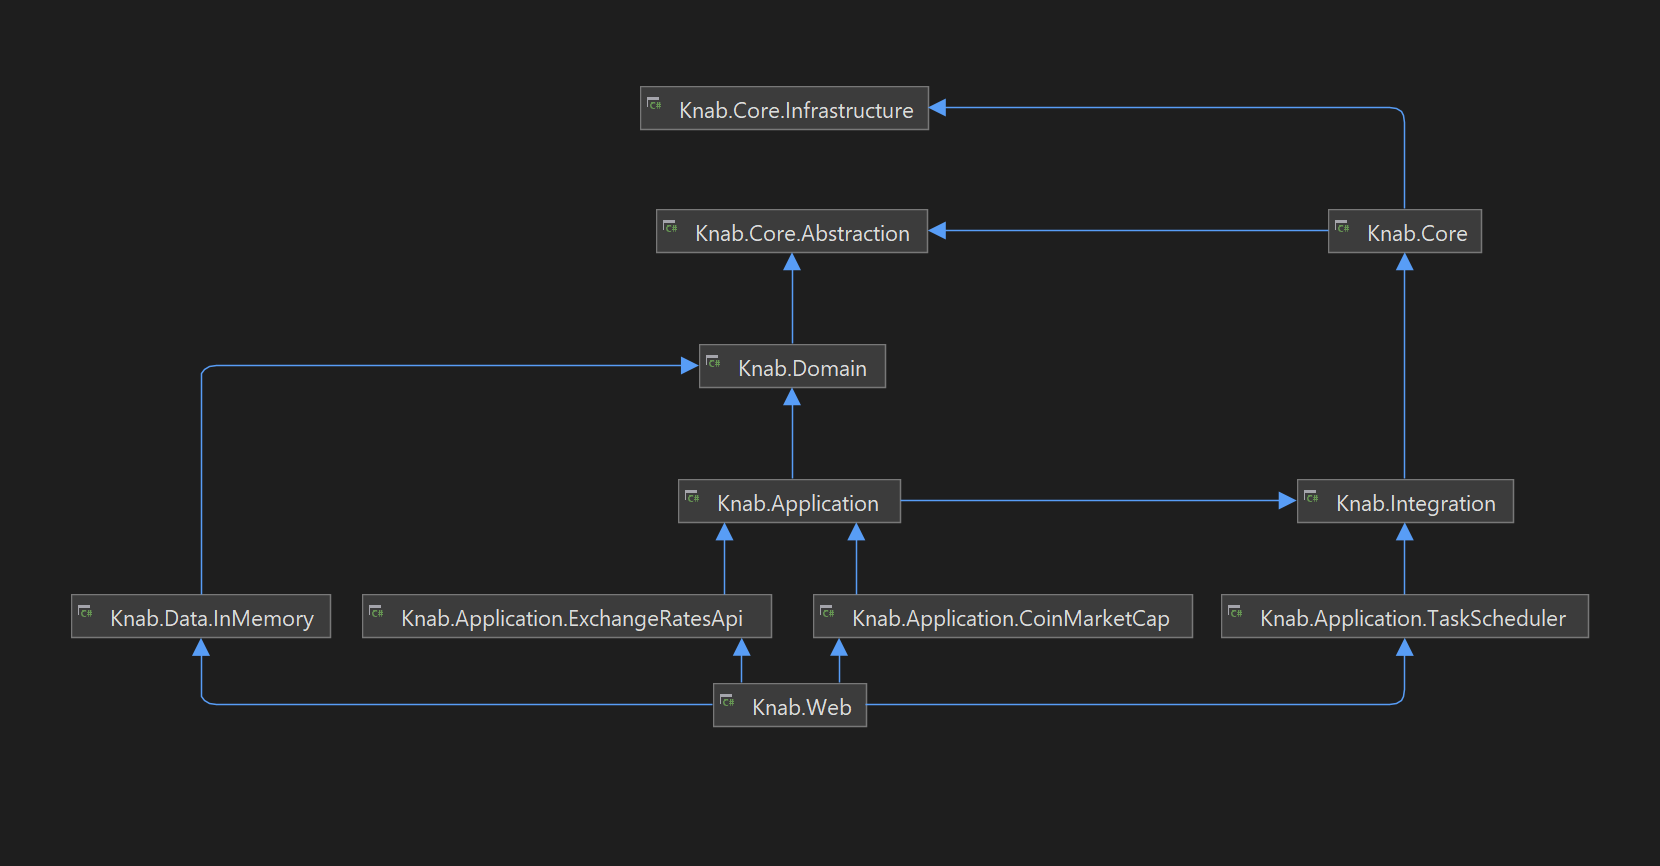 Knab.Core.Infrastructure
Knab.Core.Abstraction
Knab.Core
Knab.Domain
Knab.Application
Knab.Integration
Knab.Data.InMemory
Knab.Application.ExchangeRatesApi
Knab.Application.CoinMarketCap
Knab.Application.TaskScheduler
Knab.Web